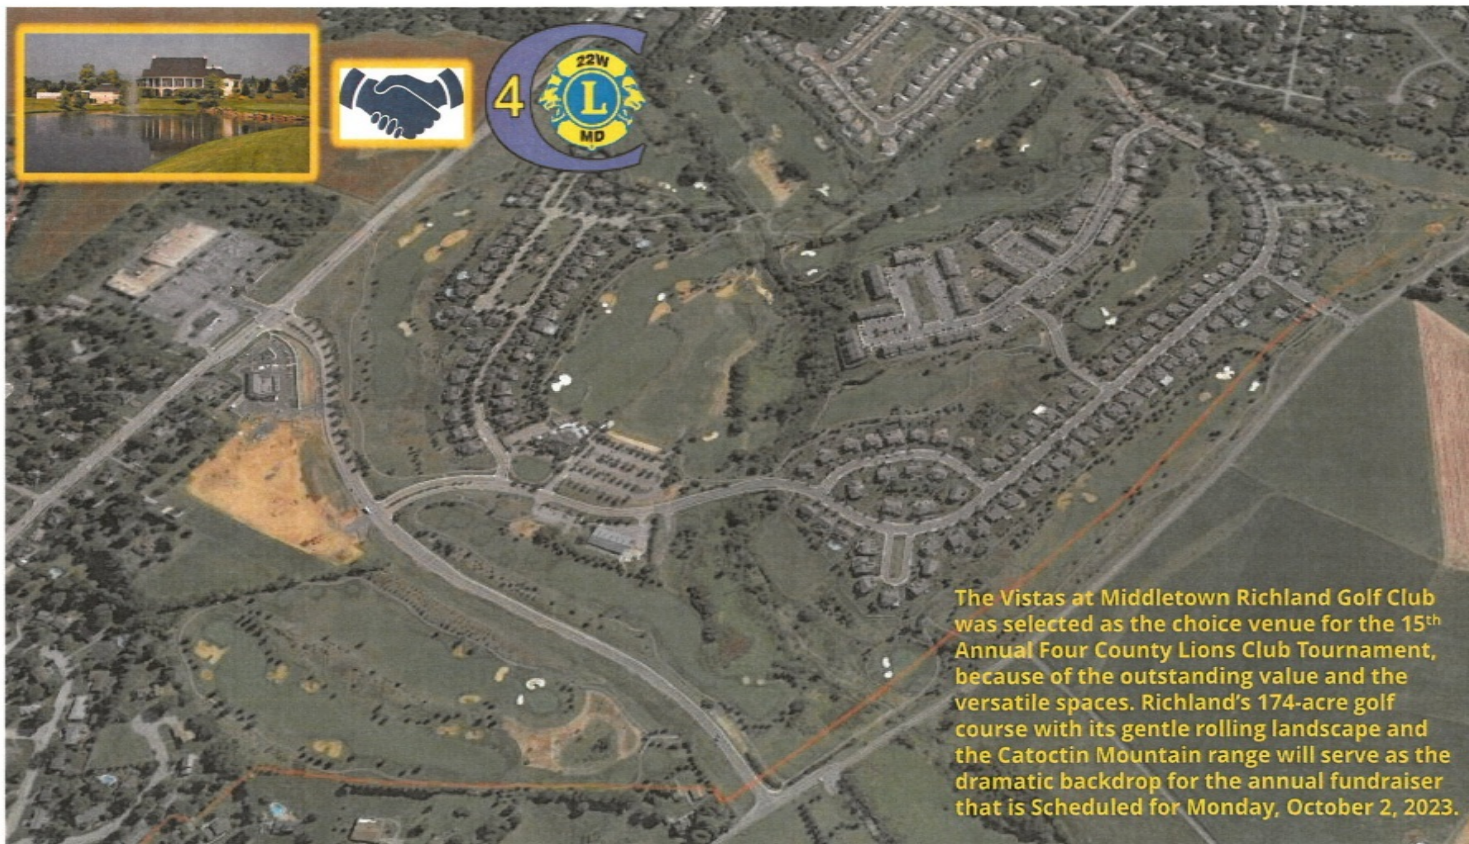 4
22W
L
MD
The Vistas at Middletown Richland Golf Club
was selected as the choice venue for the 15th
Annual Four County Lions Club Tournament,
because of the outstanding value and the
versatile spaces. Richland's 174-acre golf
course with its gentle rolling landscape and
the Catoctin Mountain range will serve as the
dramatic backdrop for the annual fundraiser
that is Scheduled for Monday, October 2, 2023.